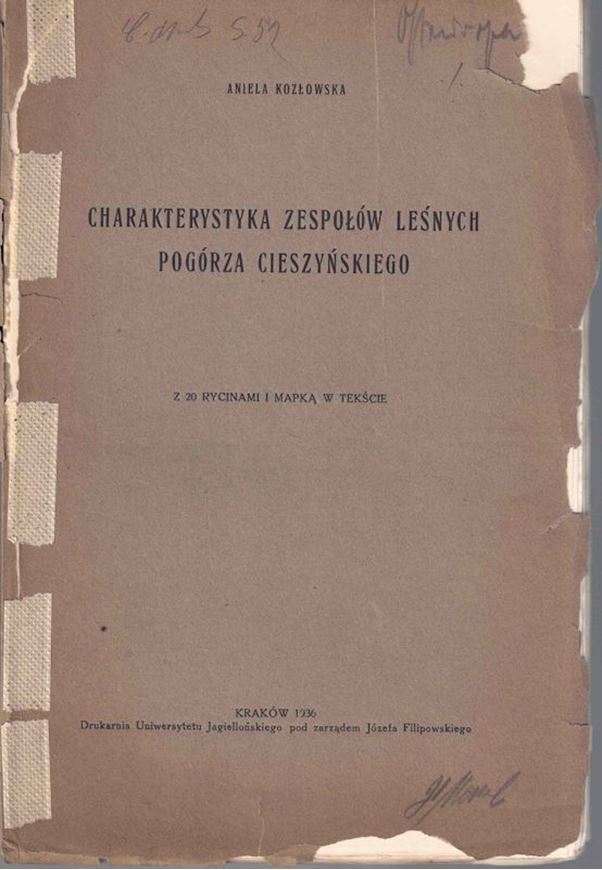 ANIELA KOZŁOWSKA
CHARAKTERYSTYKA ZESPOŁÓW LEŚNYCH
POGÓRZA CIESZYŃSKIEGO
Z 20 RYCINAMI I MAPKĄ W TEKŚCIE
KRAKÓW 1936
Drukarnia Uniwersytetu Jagiellońskiego pod zarządem Józefa Filipowskiego